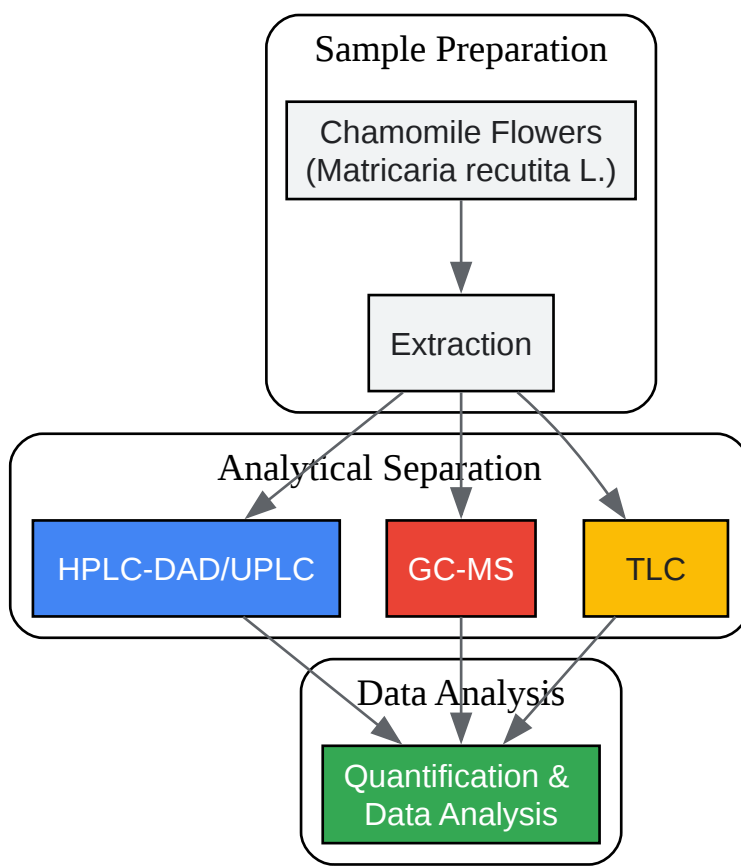 Sample Preparation
Chamomile Flowers
(Matricaria recutita L.)
Extraction
Analytical Separation
HPLC-DAD/UPLC
GC-MS
TLC
Data Analysis
Quantification &
Data Analysis